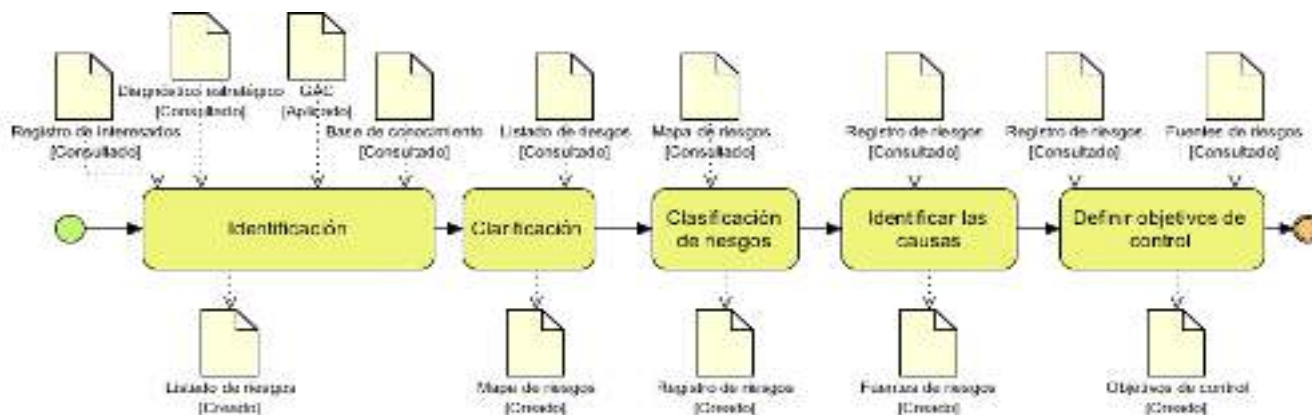 Diagnóstico estratégico
[Consultado]
GAC
[Aplicado]
Registro de interesados
[Consultado]
Base de conocimiento
[Consultado]
Listado de riesgos
[Consultado]
Mapa de riesgos
[Consultado]
Registro de riesgos
[Consultado]
Registro de riesgos
[Consultado]
Fuentes de riesgos
[Consultado]
Identificación
Clarificación
Clasificación
de riesgos
Identificar las
causas
Definir objetivos de
control
Listado de riesgos
[Creado]
Mapa de riesgos
[Creado]
Registro de riesgos
[Creado]
Fuentes de riesgos
[Creado]
Objetivos de control
[Creado]